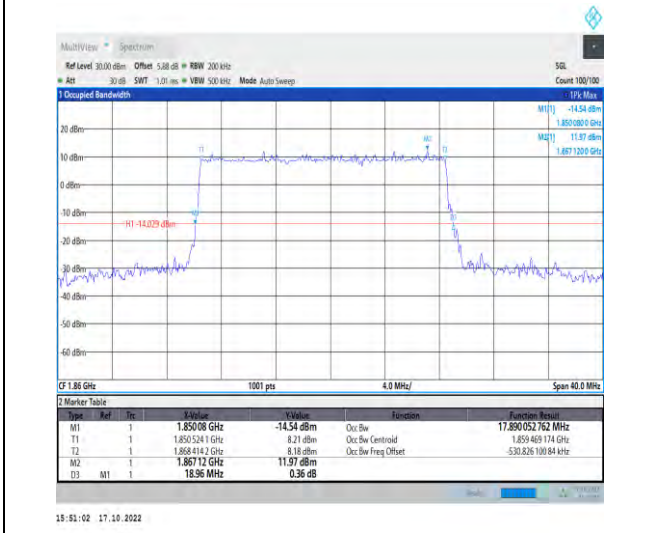 MultiView Spectrum
Ref Level 30.00 dBm Offset 5.88 dB RBW 200 kHz SGL
Att 30 dB SWT 1.01 ms VBW 500 kHz Mode Auto Sweep Count 100/100
1 Occupied Bandwidth 1Pk Max
M1[1] -14.54 dBm
1.850 080 0 GHz
M2[1] 11.97 dBm
1.867 120 0 GHz
20 dBm
T1 M2 T2
10 dBm
0 dBm
-10 dBm
H1 -14.029 dBm
-20 dBm
-30 dBm
-40 dBm
-50 dBm
-60 dBm
CF 1.86 GHz 1001 pts 4.0 MHz/ Span 40.0 MHz
2 Marker Table
Type Ref Trc X-Value Y-Value Function Function Result
M1 1 1.85008 GHz -14.54 dBm Occ Bw 17.890 052 762 MHz
T1 1 1.850 524 1 GHz 8.21 dBm Occ Bw Centroid 1.859 469 174 GHz
T2 1 1.868 414 2 GHz 8.18 dBm Occ Bw Freq Offset -530.826 100 84 kHz
M2 1 1.86712 GHz 11.97 dBm
D3 M1 1 18.96 MHz 0.36 dB
15:51:02 17.10.2022